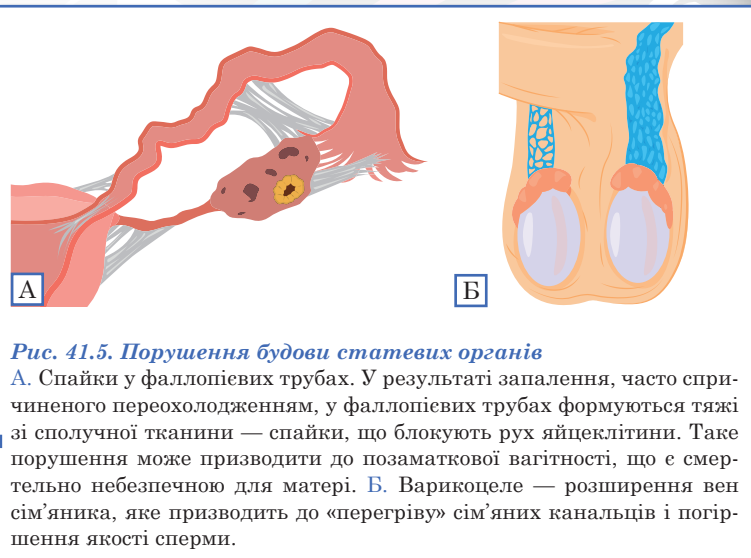 А
Б
Рис. 41.5. Порушення будови статевих органів
А. Спайки у фаллопієвих трубах. У результаті запалення, часто спри-
чиненого переохолодженням, у фаллопієвих трубах формуються тяжі
зі сполучної тканини — спайки, що блокують рух яйцеклітини. Таке
порушення може призводити до позаматкової вагітності, що є смер-
тельно небезпечною для матері. Б. Варикоцеле — розширення вен
сім’яника, яке призводить до «перегріву» сім’яних канальців і погір-
шення якості сперми.